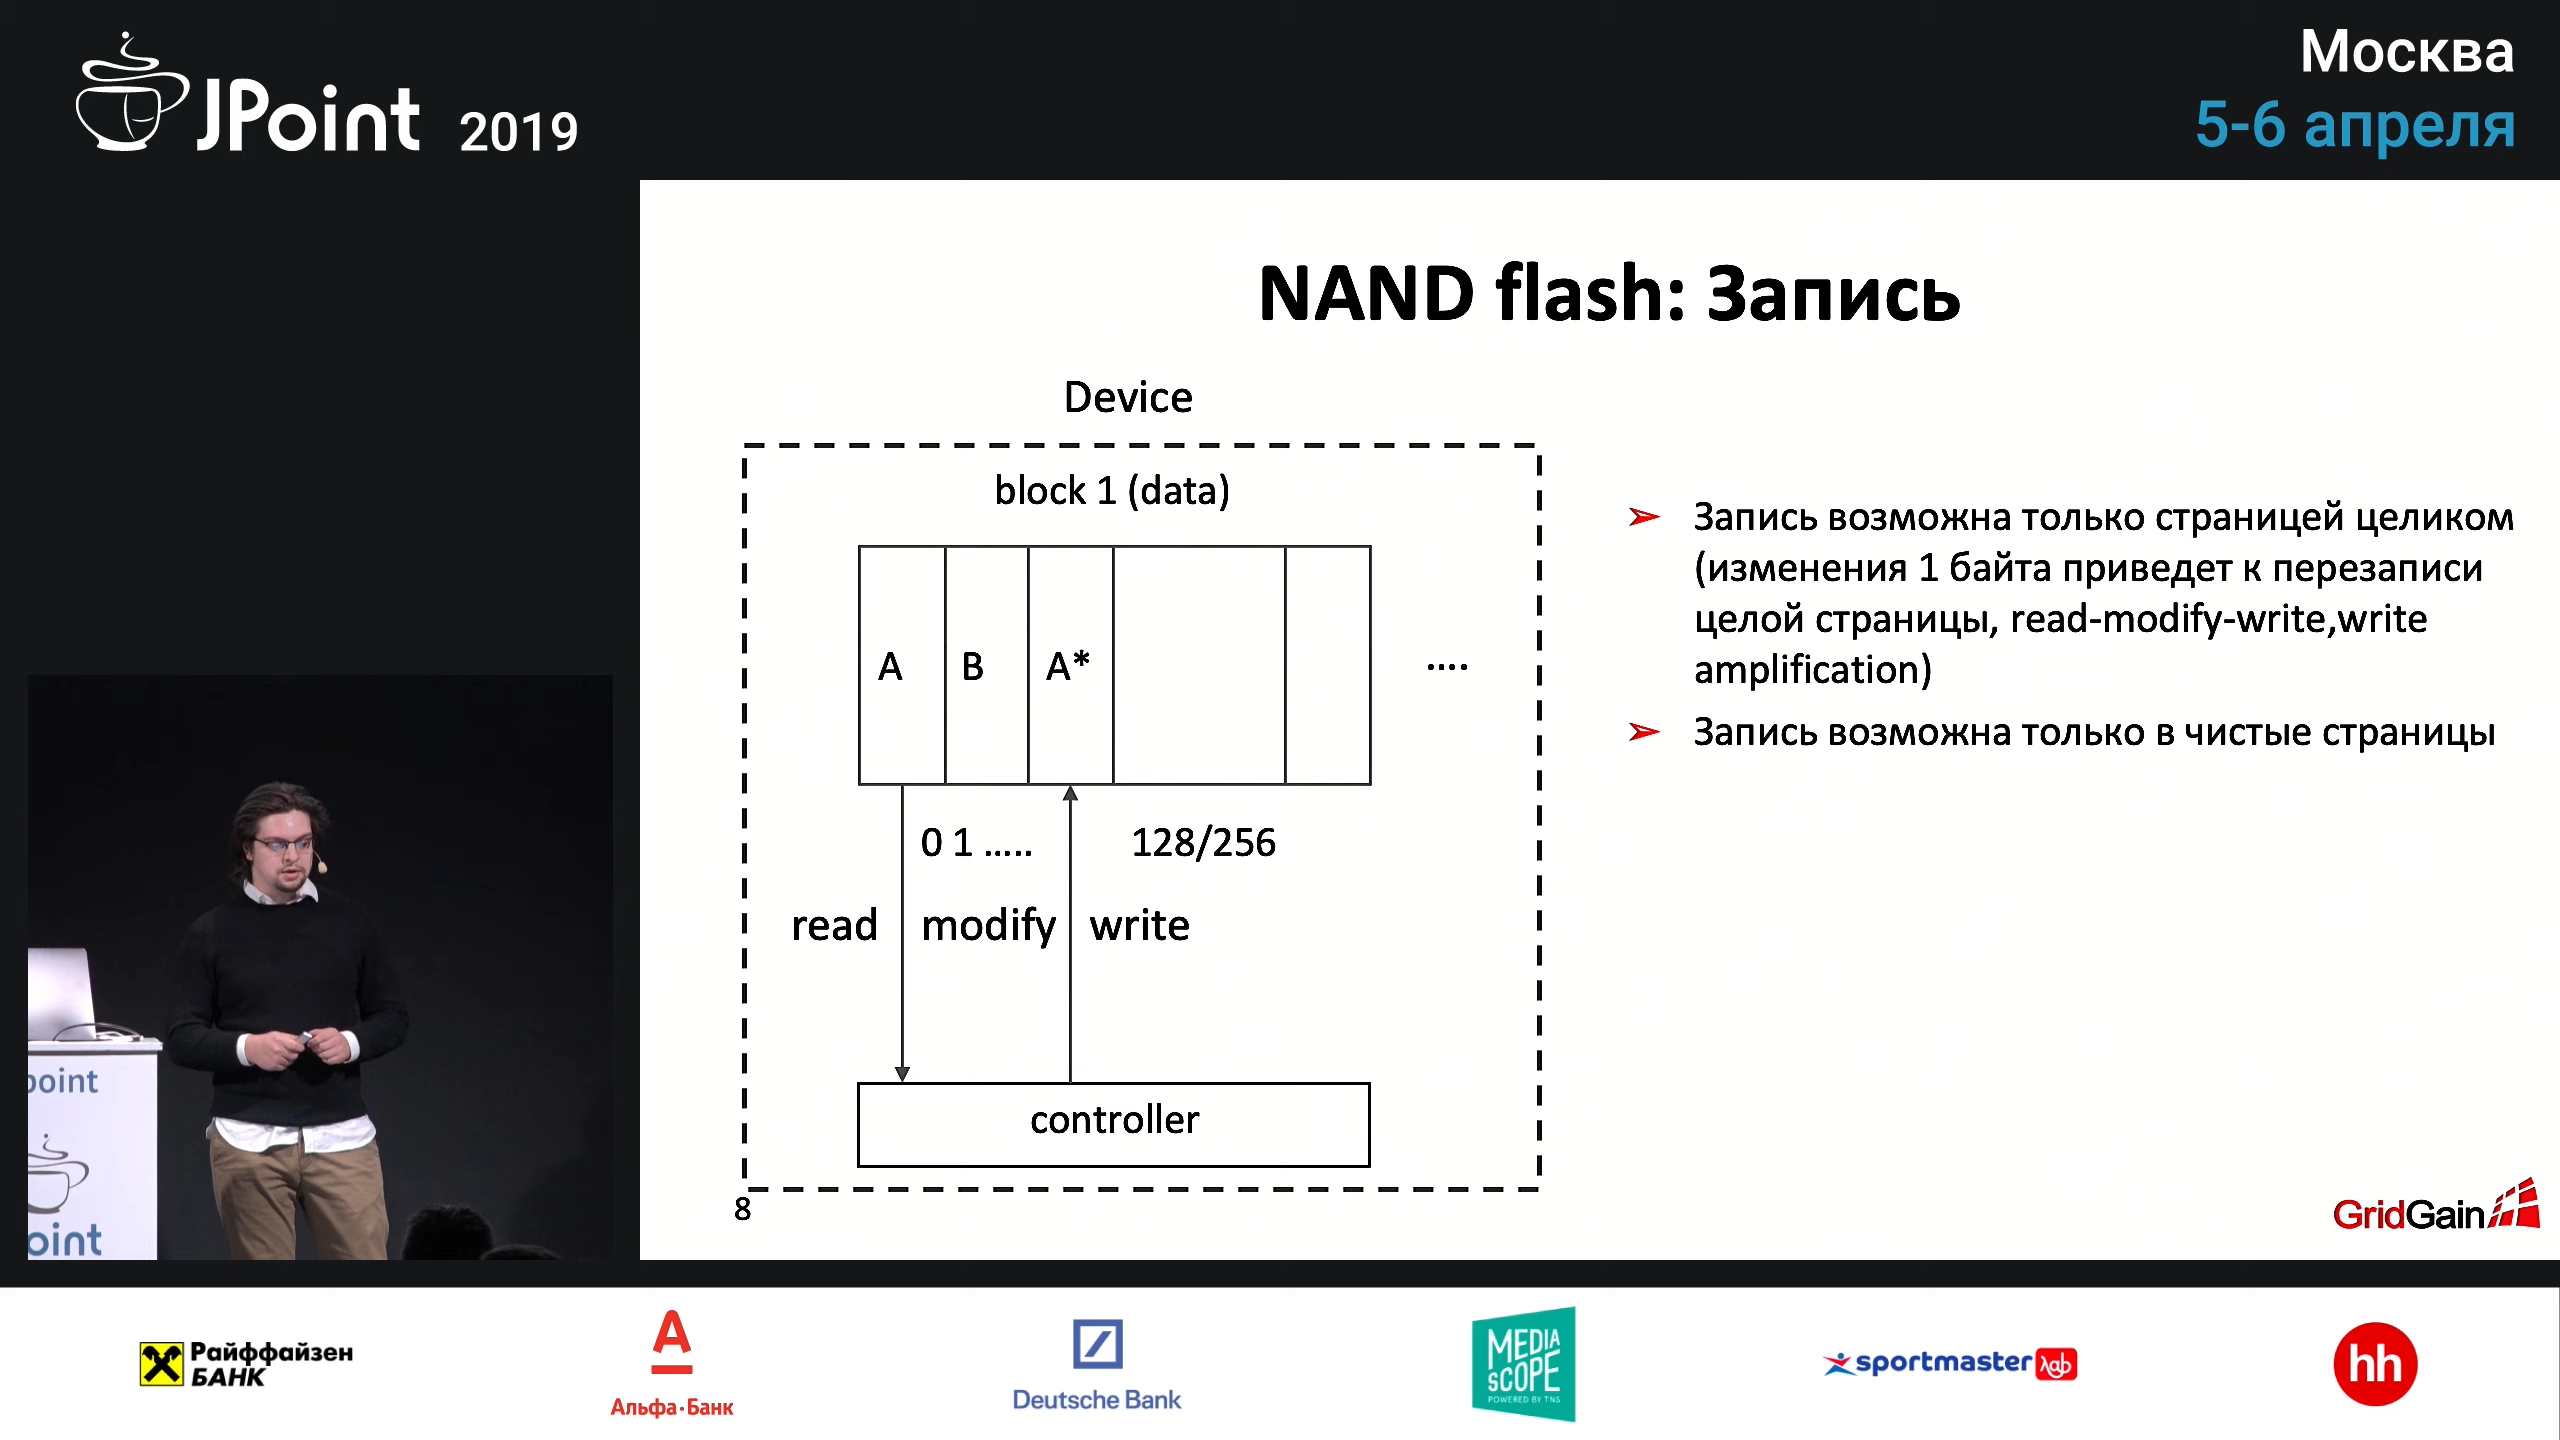 JPoint 2019
Москва
5-6 апреля
NAND flash: Запись
Device
block 1 (data)
A B A* ....
0 1 ..... 128/256
read modify write
controller
8
➢ Запись возможна только страницей целиком
(изменения 1 байта приведет к перезаписи
целой страницы, read-modify-write,write
amplification)
➢ Запись возможна только в чистые страницы
GridGain
point
oint
Райффайзен
БАНК
Альфа·Банк
Deutsche Bank
MEDIA
SCOPE
POWERED BY TNS
sportmaster лаб
hh